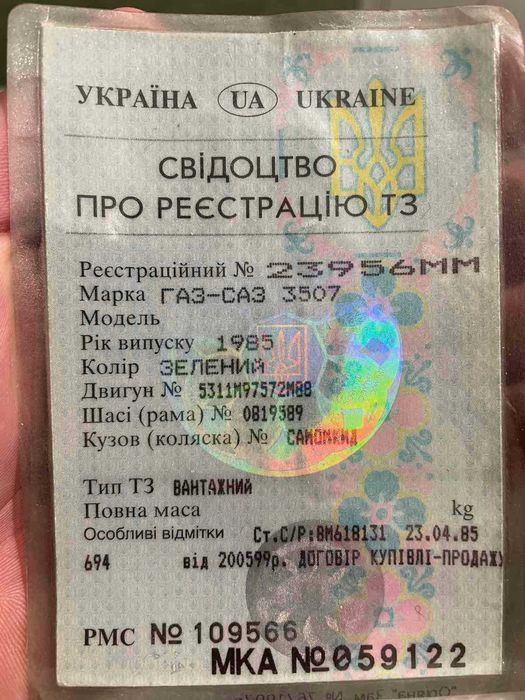 УКРАЇНА UA UKRAINE
СВІДОЦТВО
ПРО РЕЄСТРАЦІЮ ТЗ
Реєстраційний № 23956ММ
Марка ГАЗ-САЗ 3507
Модель
Рік випуску 1985
Колір ЗЕЛЕНИЙ
Двигун № 5311М97572М88
Шасі (рама) № 0819589
Кузов (коляска) № САМОСКИД
Тип ТЗ ВАНТАЖНИЙ
Повна маса kg
Особливі відмітки Ст.С/Р:ВМ618131 23.04.85
694 від 200599р. ДОГОВІР КУПІВЛІ-ПРОДАЖУ
РМС № 109566
МКА №059122